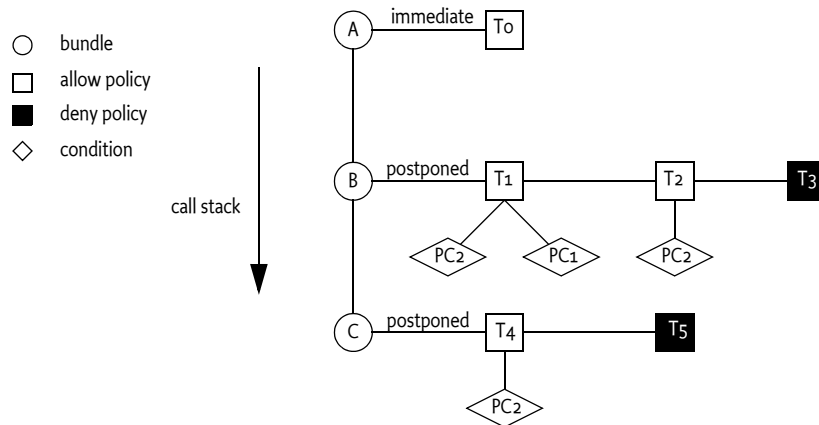 A immediate T0
bundle
allow policy
deny policy
condition
B postponed T1 T2 T3
call stack
PC2 PC1 PC2
C postponed T4 T5
PC2